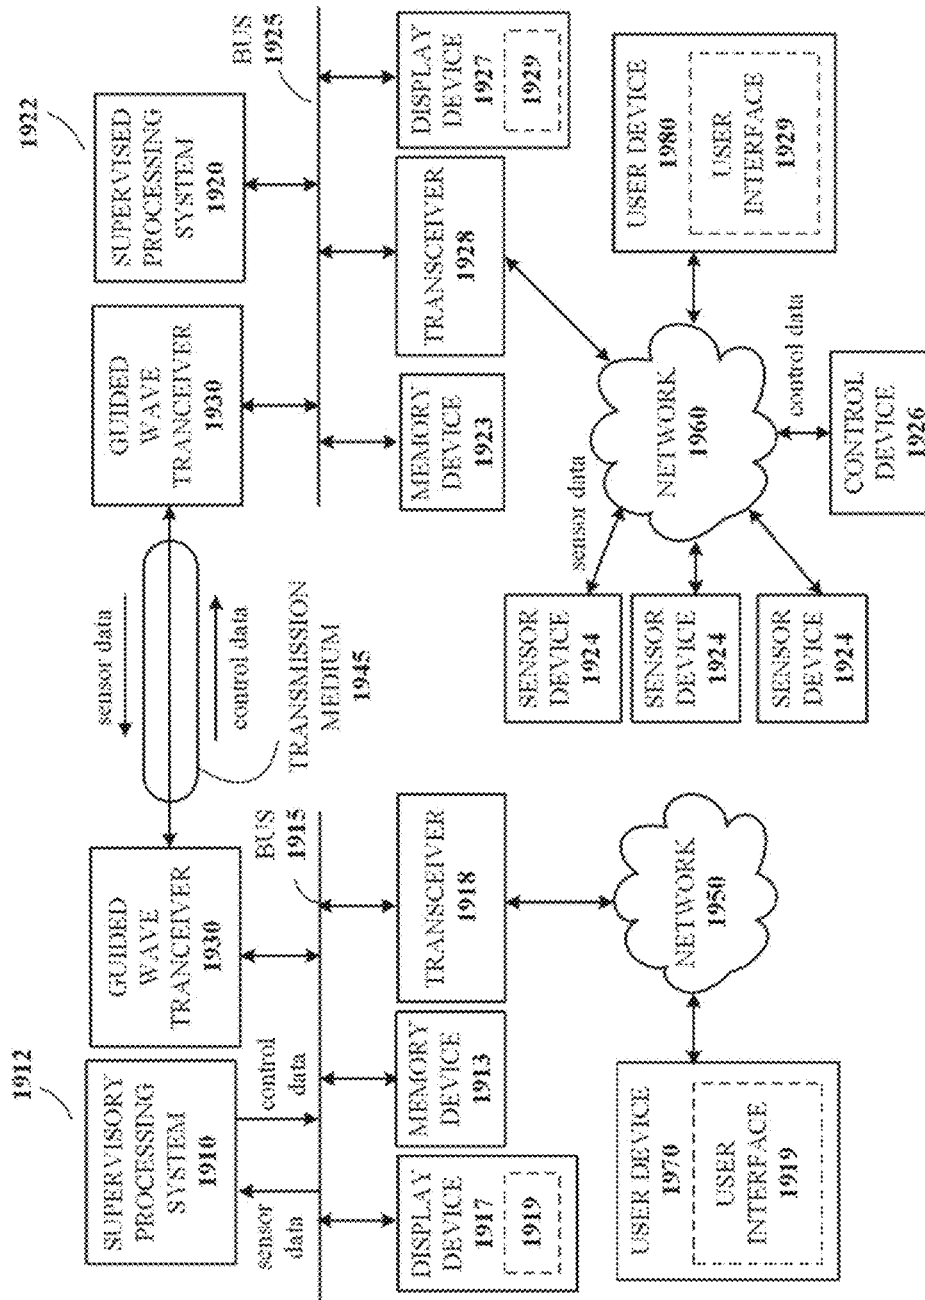 1912
SUPERVISORY
PROCESSING
SYSTEM
1910
GUIDED
WAVE
TRANCEIVER
1930
sensor data
control data
TRANSMISSION
MEDIUM
1945
GUIDED
WAVE
TRANCEIVER
1930
SUPERVISED
PROCESSING
SYSTEM
1920
1922
sensor
data
control
data
BUS
1915
BUS
1925
DISPLAY
DEVICE
1917
1919
MEMORY
DEVICE
1913
TRANSCEIVER
1918
MEMORY
DEVICE
1923
TRANSCEIVER
1928
DISPLAY
DEVICE
1927
1929
USER DEVICE
1970
USER
INTERFACE
1919
NETWORK
1950
SENSOR
DEVICE
1924
SENSOR
DEVICE
1924
SENSOR
DEVICE
1924
sensor data
NETWORK
1960
control data
CONTROL
DEVICE
1926
USER DEVICE
1980
USER
INTERFACE
1929